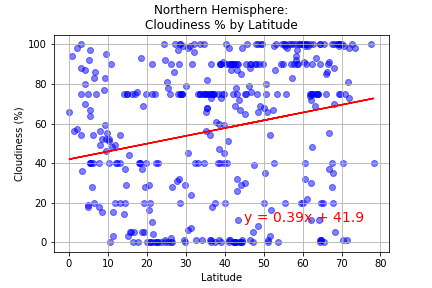 Northern Hemisphere:
Cloudiness % by Latitude
100
80
60
40
20
0
Cloudiness (%)
y = 0.39x + 41.9
0 10 20 30 40 50 60 70 80
Latitude